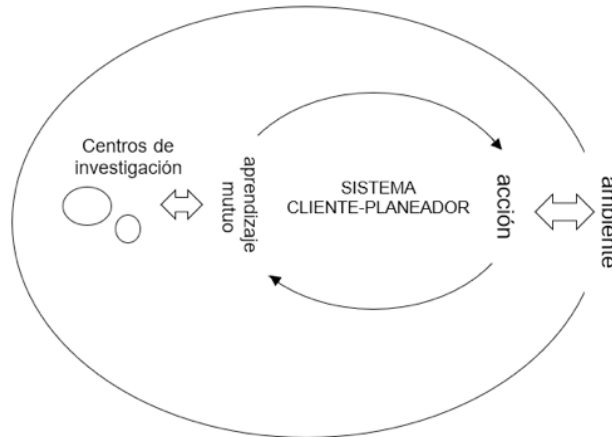 Centros de
investigación
aprendizaje
mutuo
SISTEMA
CLIENTE-PLANEADOR
acción
ambiente